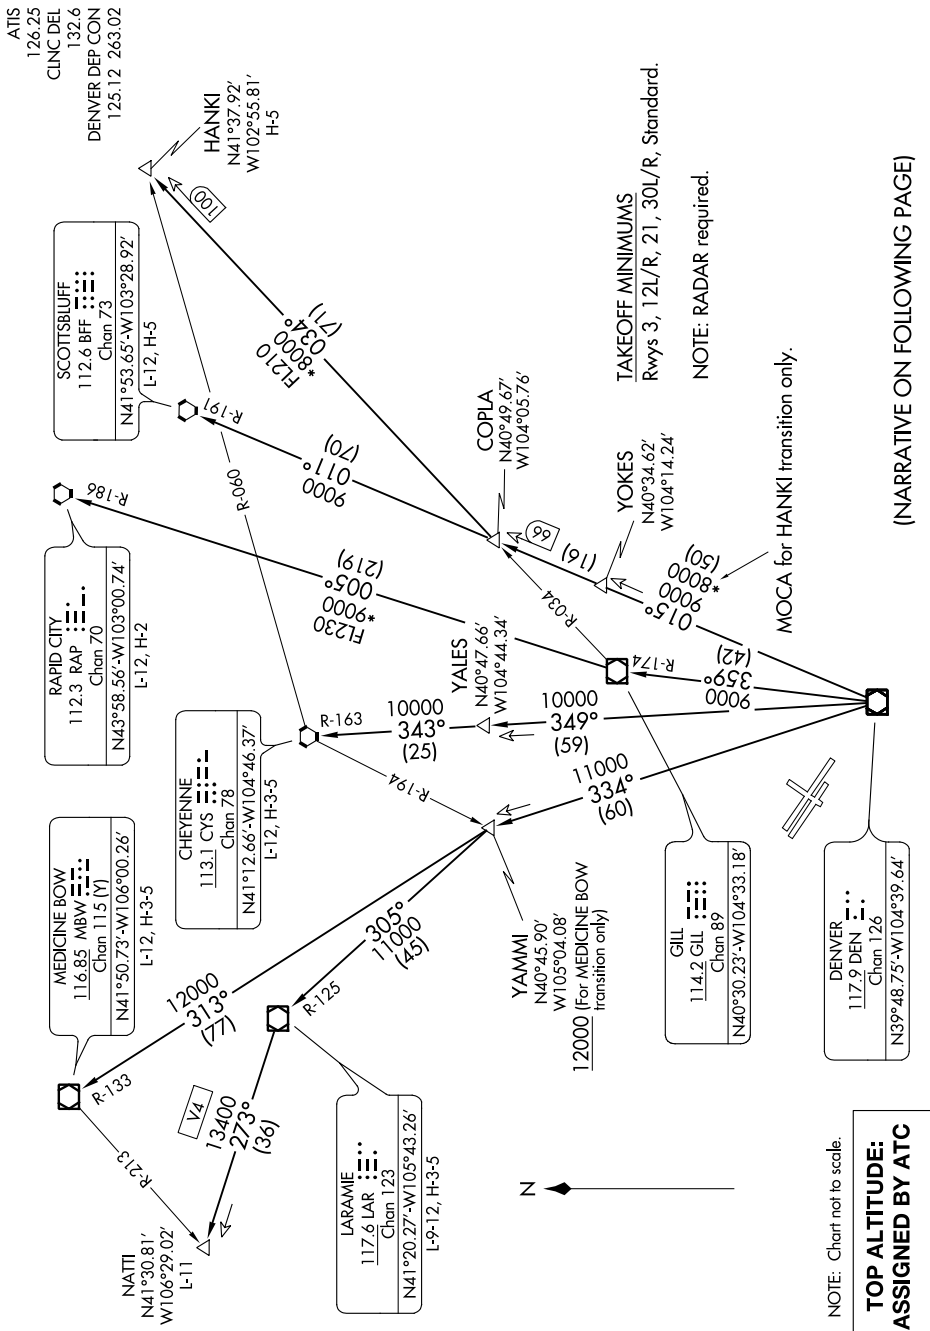 ATIS
126.25
CLNC DEL
132.6
DENVER DEP CON
125.12 263.02
HANKI
N41°37.92′
W102°55.81′
H-5
100
SCOTTSBLUFF
112.6 BFF
Chan 73
N41°53.65′-W103°28.92′
L-12, H-5
R-191
FL210
*8000
034°
(71)
9000
011°
(70)
RAPID CITY
112.3 RAP
Chan 70
N43°58.56′-W103°00.74′
L-12, H-2
R-186
R-060
FL230
*9000
005°
(219)
COPLA
N40°49.67′
W104°05.76′
66
(16)
YOKES
N40°34.62′
W104°14.24′
TAKEOFF MINIMUMS
Rwys 3, 12L/R, 21, 30L/R, Standard.
NOTE: RADAR required.
MOCA for HANKI transition only.
(NARRATIVE ON FOLLOWING PAGE)
R-034
9000
*8000
015°
(50)
R-174
9000
359°
(42)
CHEYENNE
113.1 CYS
Chan 78
N41°12.66′-W104°46.37′
L-12, H-3-5
R-163
YALES
N40°47.66′
W104°44.34′
10000
343°
(25)
10000
346°
(59)
R-194
11000
334°
(60)
MEDICINE BOW
116.85 MBW
Chan 115 (Y)
N41°50.73′-W106°00.26′
L-12, H-3-5
R-133
12000
313°
(77)
305°
11000
(45)
YAMMI
N40°45.90′
W105°04.08′
12000 (For MEDICINE BOW
transition only)
GILL
114.2 GLL
Chan 89
N40°30.23′-W104°33.18′
DENVER
117.9 DEN
Chan 126
N39°48.75′-W104°39.64′
R-125
V4
13400
273°
(36)
R-213
NATTI
N41°30.81′
W106°29.02′
L-11
LARAMIE
117.6 LAR
Chan 123
N41°20.27′-W105°43.26′
L-9-12, H-3-5
N
NOTE: Chart not to scale.
TOP ALTITUDE:
ASSIGNED BY ATC